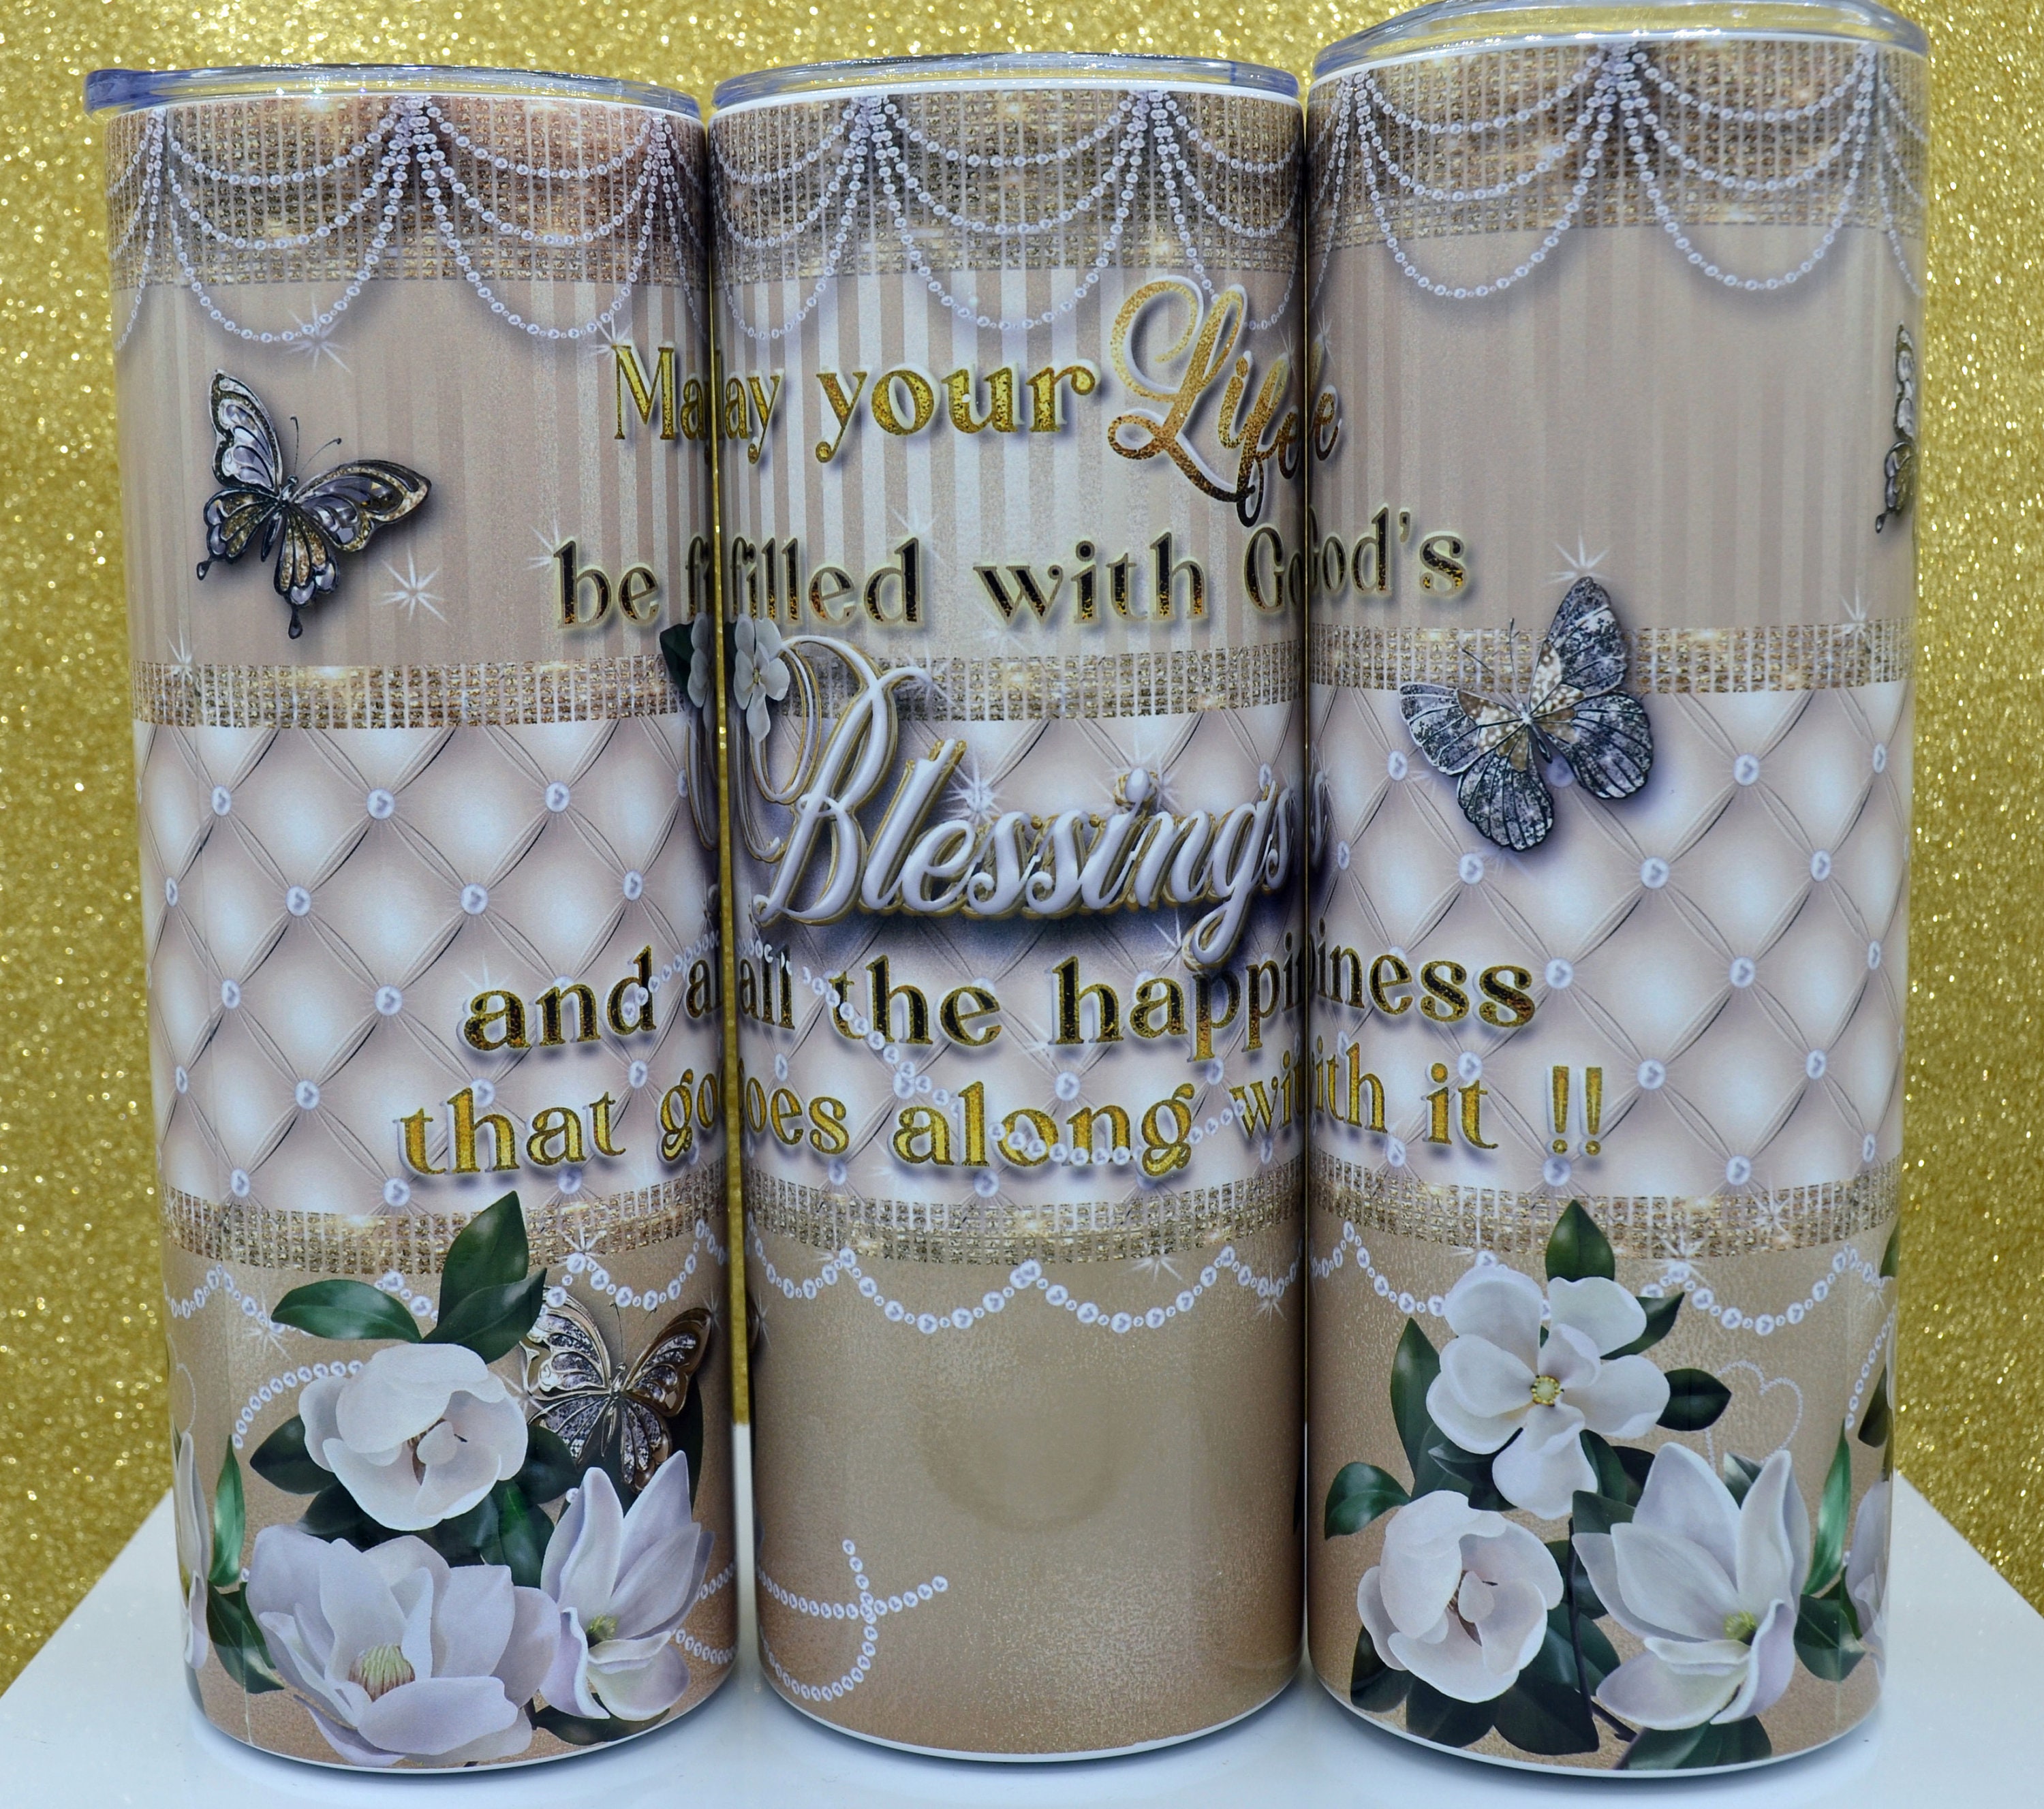 May your Life
be filled with God's
Blessings
and all the happiness
that goes along with it !!